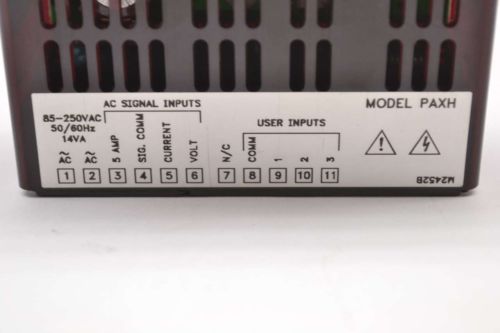 AC SIGNAL INPUTS
85-250VAC
50/60Hz
14VA
~ AC
~ AC
5 AMP
SIG. COMM
CURRENT
VOLT
1 2 3 4 5 6
USER INPUTS
N/C
COMM
1
2
3
7 8 9 10 11
MODEL PAXH
M2452B